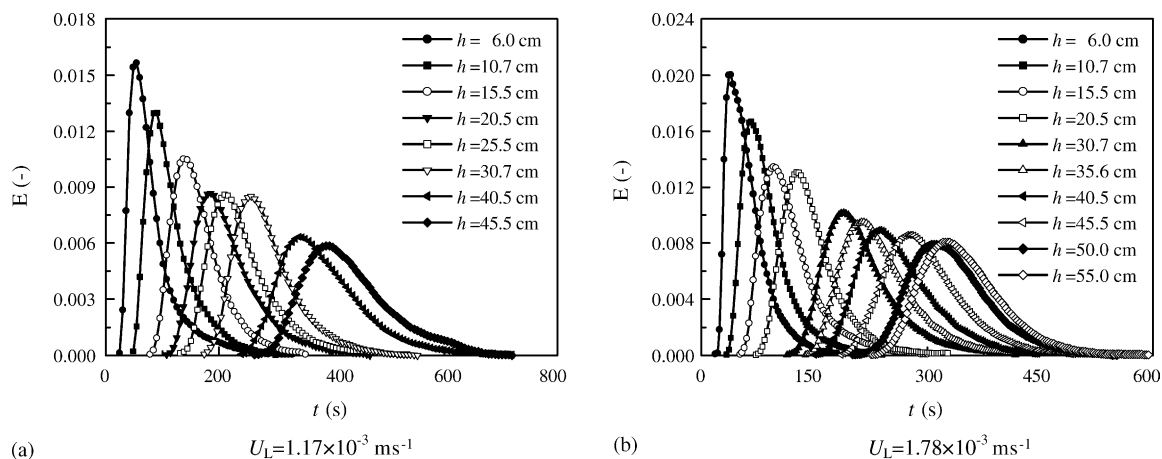 0.018
0.015
0.012
0.009
0.006
0.003
0.000
E (-)
h = 6.0 cm
h =10.7 cm
h =15.5 cm
h =20.5 cm
h =25.5 cm
h =30.7 cm
h =40.5 cm
h =45.5 cm
0 200 400 600 800
t (s)
(a) U_L=1.17×10⁻³ ms⁻¹
0.024
0.020
0.016
0.012
0.008
0.004
0.000
E (-)
h = 6.0 cm
h =10.7 cm
h =15.5 cm
h =20.5 cm
h =30.7 cm
h =35.6 cm
h =40.5 cm
h =45.5 cm
h =50.0 cm
h =55.0 cm
0 150 300 450 600
t (s)
(b) U_L=1.78×10⁻³ ms⁻¹